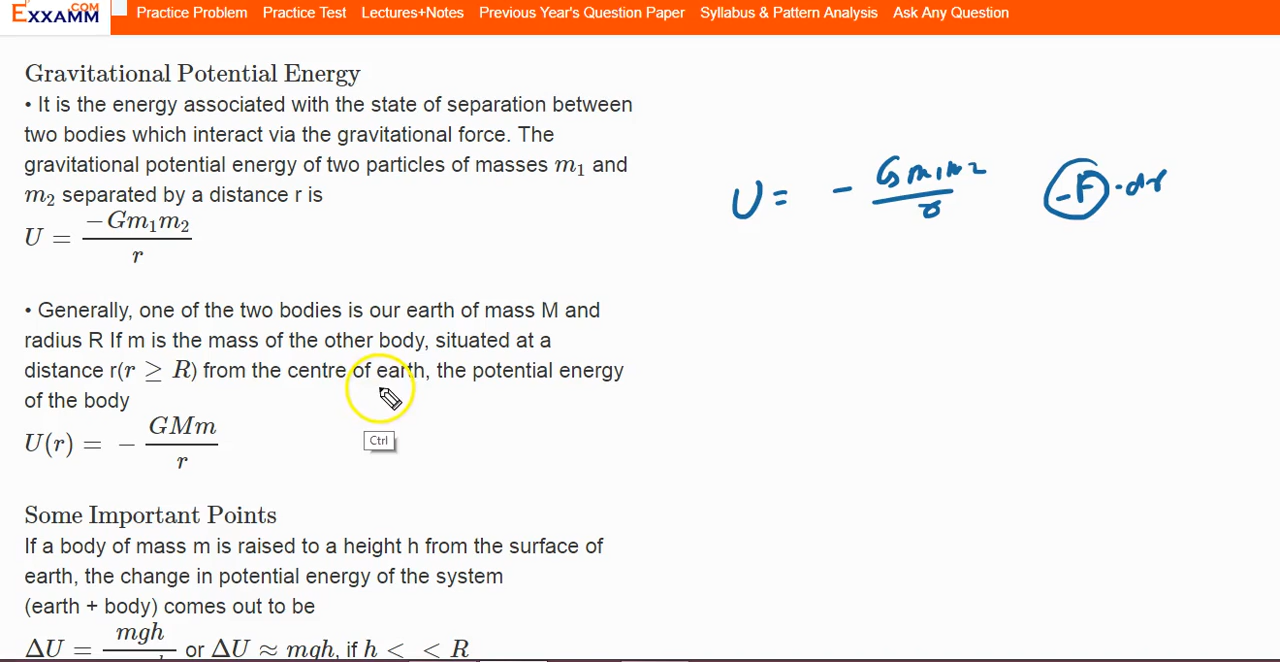 EXXAMM .COM
Practice Problem Practice Test Lectures+Notes Previous Year's Question Paper Syllabus & Pattern Analysis Ask Any Question
Gravitational Potential Energy
• It is the energy associated with the state of separation between
two bodies which interact via the gravitational force. The
gravitational potential energy of two particles of masses m₁ and
m₂ separated by a distance r is
U = −Gm₁m₂ / r
U = − Gm₁m₂ / r
−F · dr
• Generally, one of the two bodies is our earth of mass M and
radius R If m is the mass of the other body, situated at a
distance r(r ≥ R) from the centre of earth, the potential energy
of the body
Ctrl
U(r) = − GMm / r
Some Important Points
If a body of mass m is raised to a height h from the surface of
earth, the change in potential energy of the system
(earth + body) comes out to be
ΔU = mgh or ΔU ≈ mgh, if h < < R